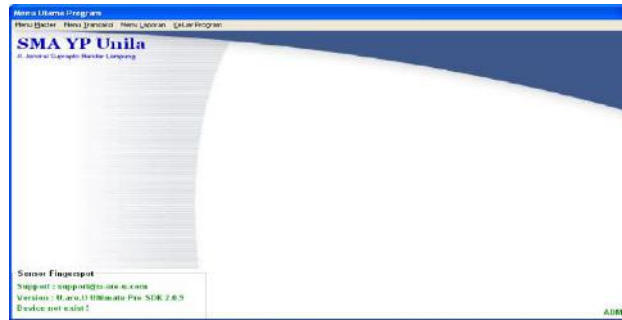 Menu Utama Program
Menu Master Menu Transaksi Menu Laporan Keluar Program
SMA YP Unila
Jl. Jenderal Suprapto Bandar Lampung
Sensor Fingerspot
Support : support@u-are-u.com
Version : U.are.U Ultimate Pro SDK 2.0.9
Device not exist !
ADM